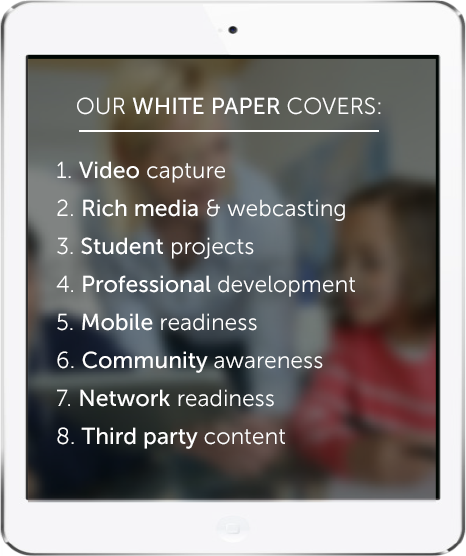 OUR WHITE PAPER COVERS:
1. Video capture
2. Rich media & webcasting
3. Student projects
4. Professional development
5. Mobile readiness
6. Community awareness
7. Network readiness
8. Third party content